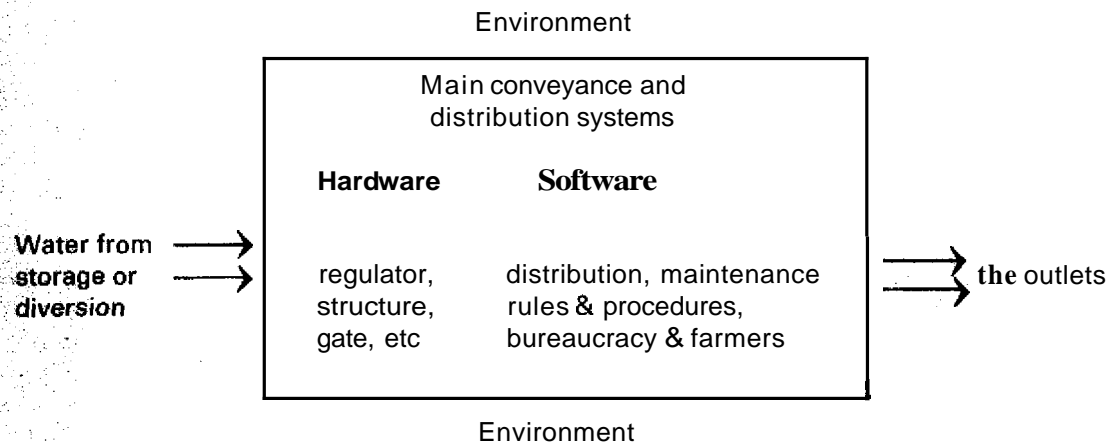 Environment
Main conveyance and
distribution systems
Hardware
Software
Water from
storage or
diversion
regulator,
structure,
gate, etc
distribution, maintenance
rules & procedures,
bureaucracy & farmers
the outlets
Environment